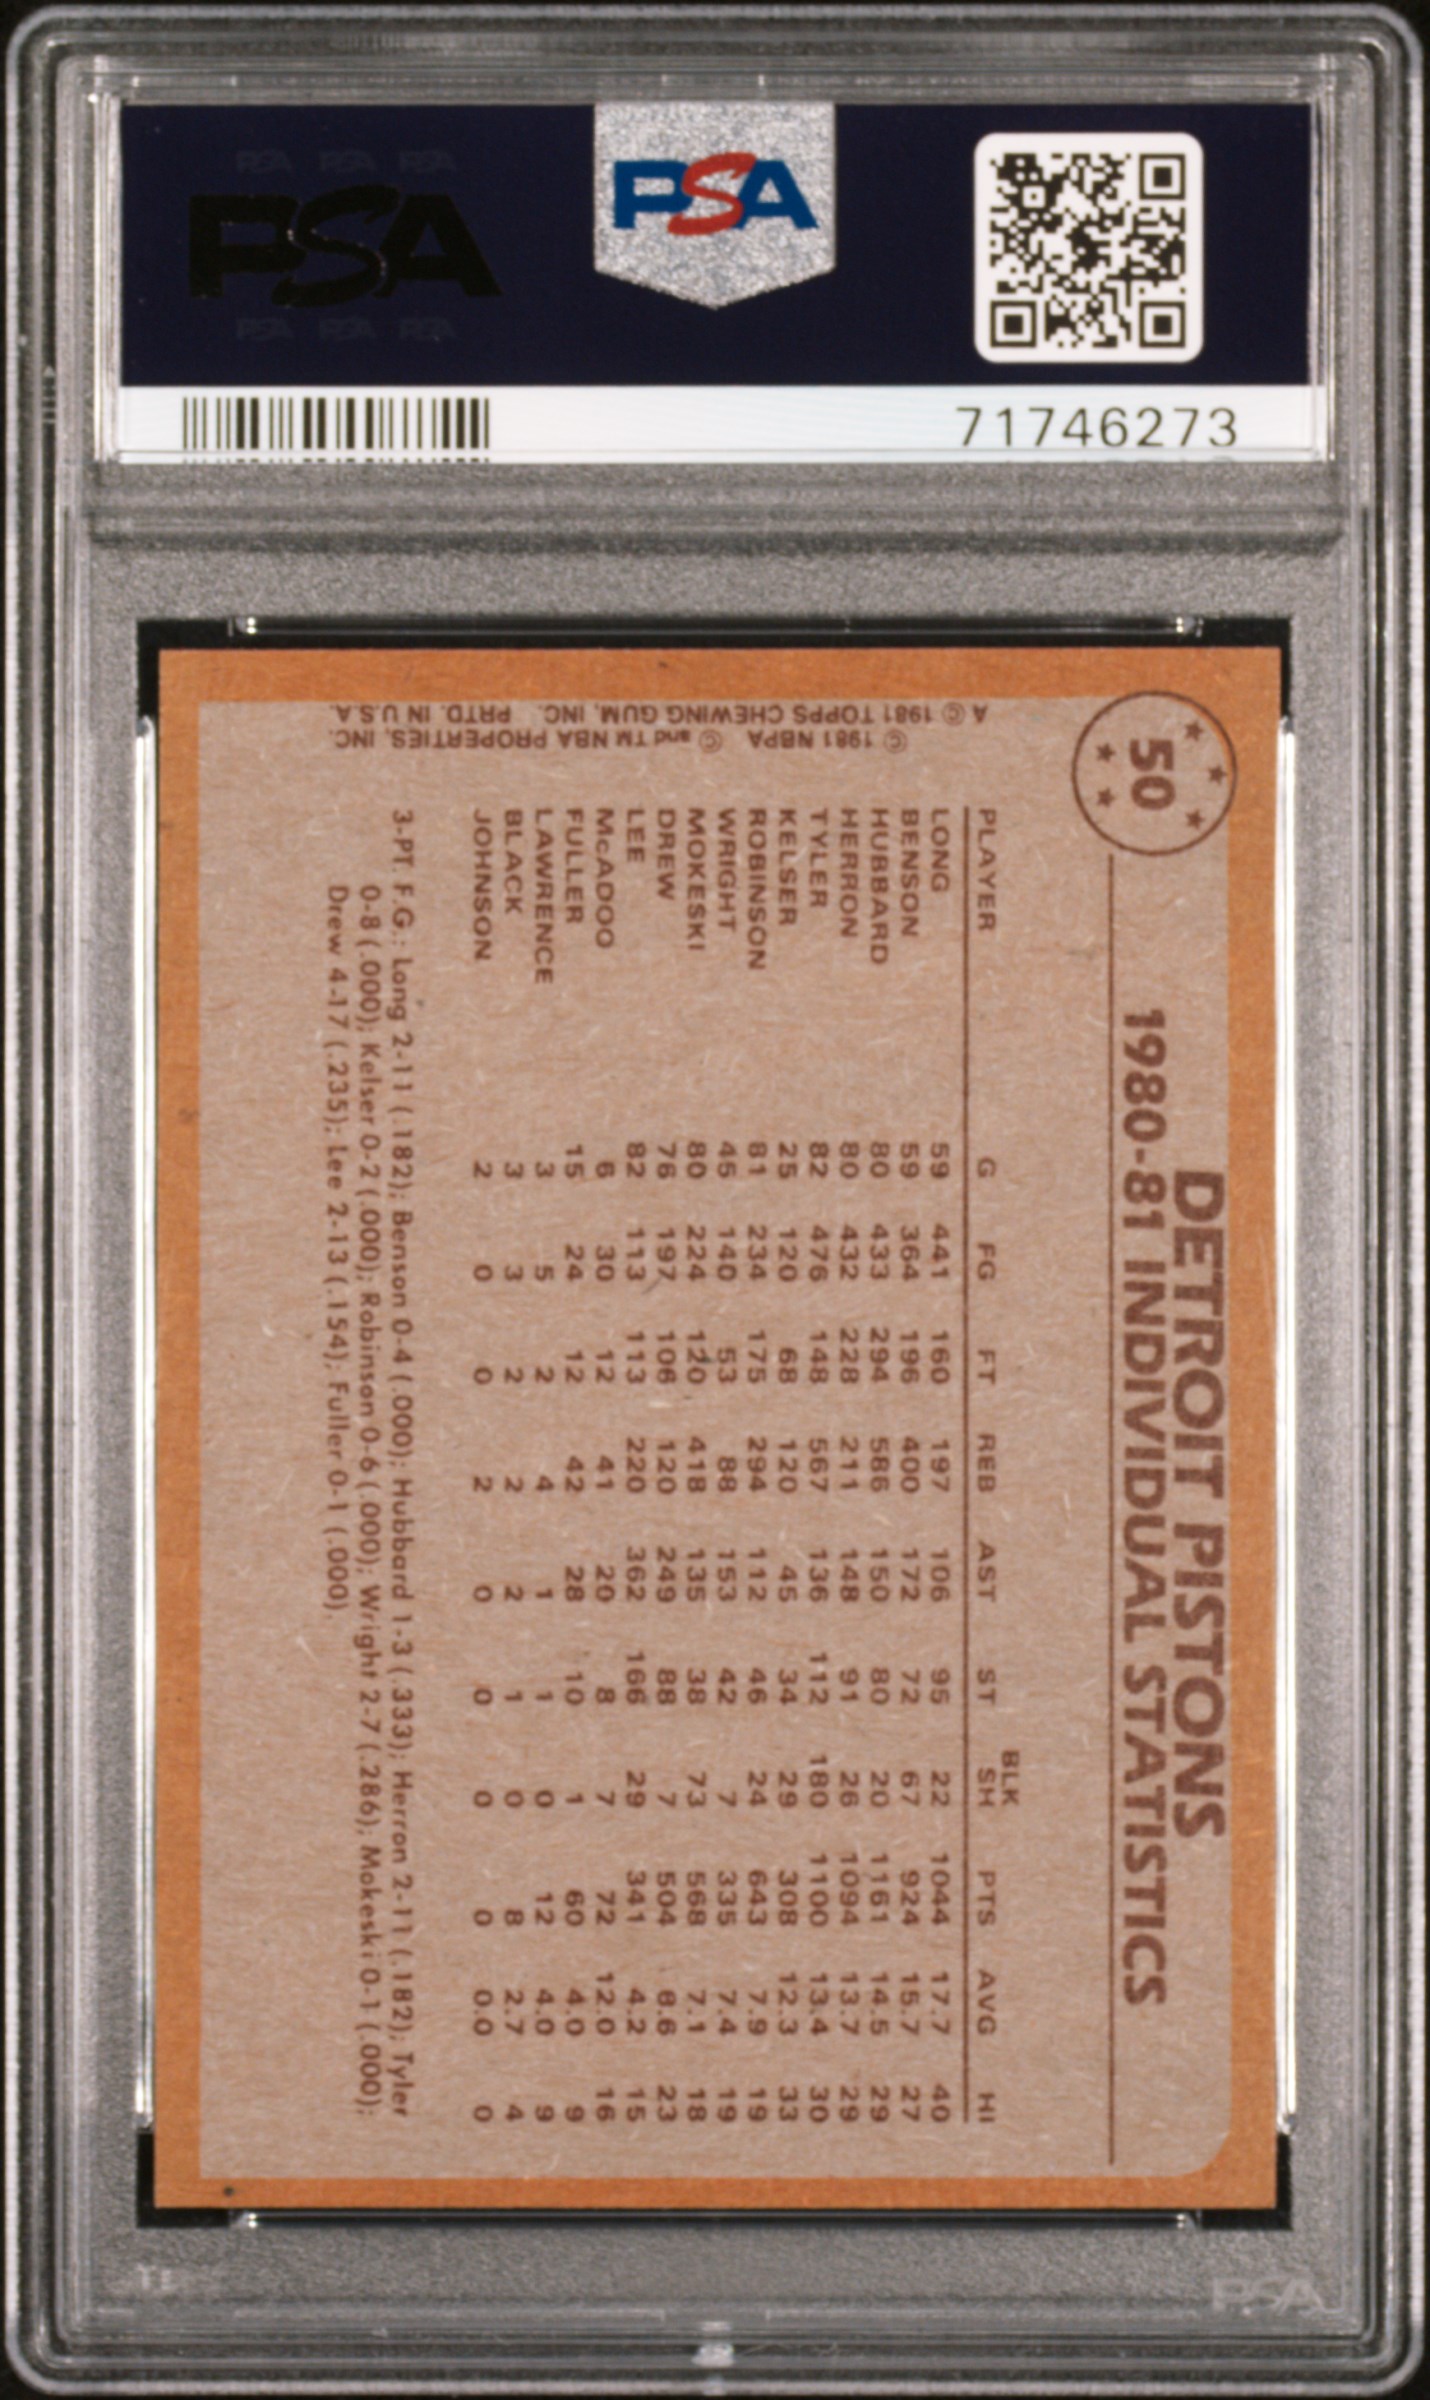 PSA PSA PSA
PSA
PSA PSA PSA
PSA
71746273
50
DETROIT PISTONS
1980-81 INDIVIDUAL STATISTICS
BLK
PLAYER G FG FT REB AST ST SH PTS AVG HI
LONG 59 441 160 197 106 95 22 1044 17.7 40
BENSON 59 364 196 400 172 72 67 924 15.7 27
HUBBARD 80 433 294 586 150 80 20 1161 14.5 29
HERRON 80 432 228 211 148 91 26 1094 13.7 29
TYLER 82 476 148 567 136 112 180 1100 13.4 30
KELSER 25 120 68 120 45 34 29 308 12.3 33
ROBINSON 81 234 175 294 112 46 24 643 7.9 19
WRIGHT 45 140 53 88 153 42 7 335 7.4 19
MOKESKI 80 224 120 418 135 38 73 568 7.1 18
DREW 76 197 106 120 249 88 7 504 6.6 23
LEE 82 113 113 220 362 166 29 341 4.2 15
McADOO 6 30 12 41 20 8 7 72 12.0 16
FULLER 15 24 12 42 28 10 1 60 4.0 9
LAWRENCE 3 5 2 4 1 1 0 12 4.0 9
BLACK 3 3 2 2 2 1 0 8 2.7 4
JOHNSON 2 0 0 2 0 0 0 0 0.0 0
3-PT. F.G.: Long 2-11 (.182); Benson 0-4 (.000); Hubbard 1-3 (.333); Herron 2-11 (.182); Tyler
0-8 (.000); Kelser 0-2 (.000); Robinson 0-6 (.000); Wright 2-7 (.286); Mokeski 0-1 (.000);
Drew 4-17 (.235); Lee 2-13 (.154); Fuller 0-1 (.000).
© 1981 NBPA © and TM NBA PROPERTIES, INC.
A © 1981 TOPPS CHEWING GUM, INC. PRTD. IN U.S.A.
PSA